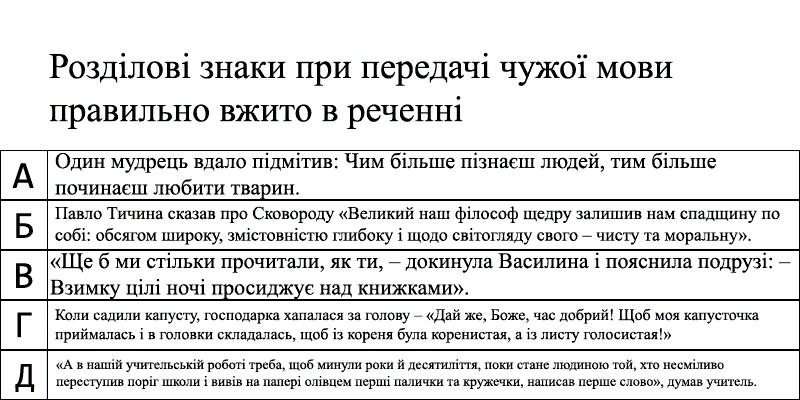 Розділові знаки при передачі чужої мови
правильно вжито в реченні
А
Один мудрець вдало підмітив: Чим більше пізнаєш людей, тим більше
починаєш любити тварин.
Б
Павло Тичина сказав про Сковороду «Великий наш філософ щедру залишив нам спадщину по
собі: обсягом широку, змістовністю глибоку і щодо світогляду свого – чисту та моральну».
В
«Ще б ми стільки прочитали, як ти, – докинула Василина і пояснила подрузі: –
Взимку цілі ночі просиджує над книжками».
Г
Коли садили капусту, господарка хапалася за голову – «Дай же, Боже, час добрий! Щоб моя капусточка
приймалась і в головки складалась, щоб із кореня була коренистая, а із листу голосистая!»
Д
«А в нашій учительській роботі треба, щоб минули роки й десятиліття, поки стане людиною той, хто несміливо
переступив поріг школи і вивів на папері олівцем перші палички та кружечки, написав перше слово», думав учитель.